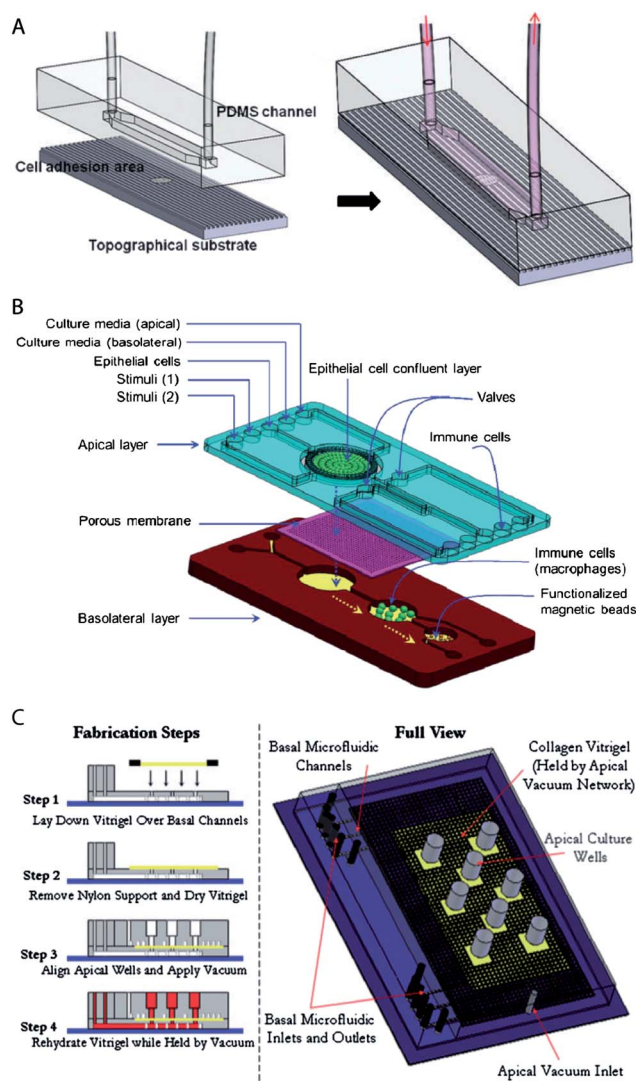 A
PDMS channel
Cell adhesion area
Topographical substrate
B
Culture media (apical)
Culture media (basolateral)
Epithelial cells
Stimuli (1)
Stimuli (2)
Apical layer
Epithelial cell confluent layer
Valves
Immune cells
Porous membrane
Immune cells
(macrophages)
Functionalized
magnetic beads
Basolateral layer
C
Fabrication Steps
Step 1
Lay Down Vitrigel Over Basal Channels
Step 2
Remove Nylon Support and Dry Vitrigel
Step 3
Align Apical Wells and Apply Vacuum
Step 4
Rehydrate Vitrigel while Held by Vacuum
Full View
Basal Microfluidic
Channels
Collagen Vitrigel
(Held by Apical
Vacuum Network)
Apical Culture
Wells
Basal Microfluidic
Inlets and Outlets
Apical Vacuum Inlet